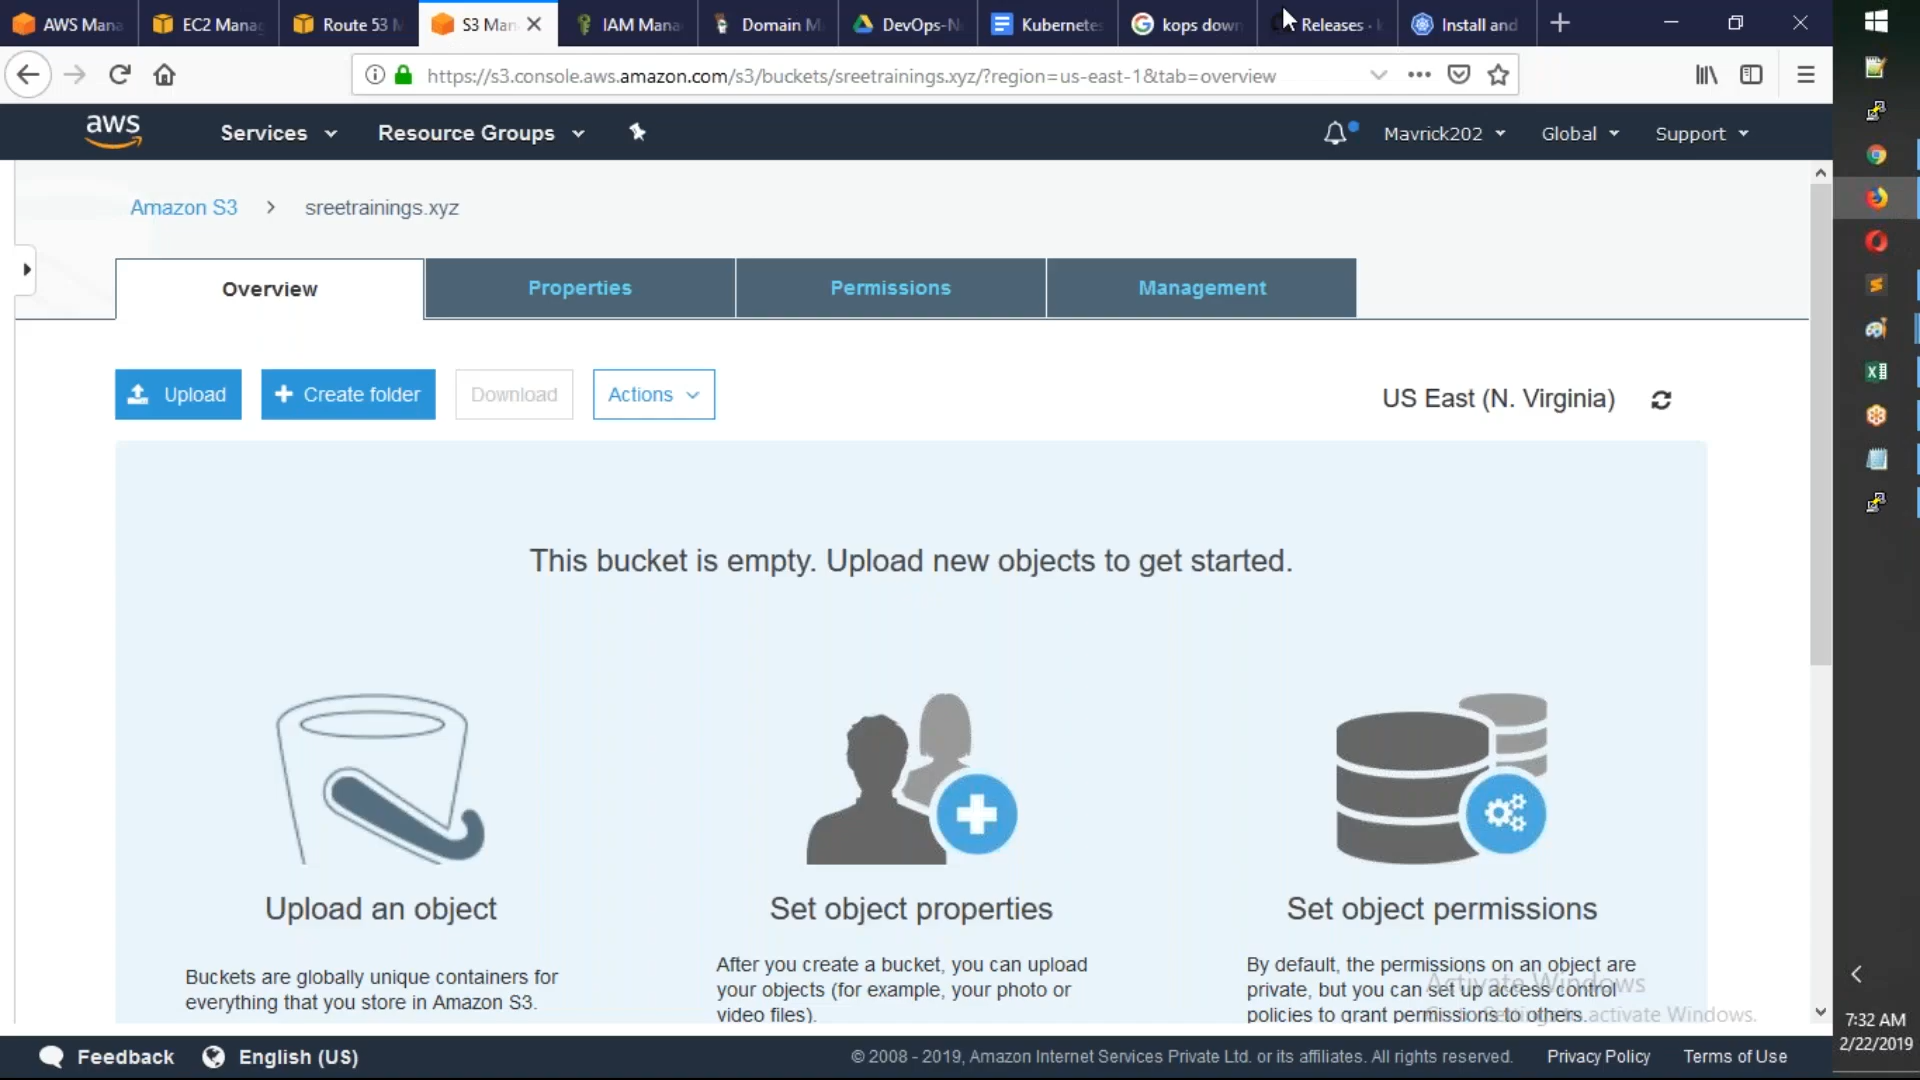 AWS Mana
EC2 Mana
Route 53 M
S3 Man
IAM Mana
Domain M
DevOps-N
Kubernete
kops down
Releases ·
Install and
https://s3.console.aws.amazon.com/s3/buckets/sreetrainings.xyz/?region=us-east-1&tab=overview
aws
Services
Resource Groups
Mavrick202
Global
Support
Amazon S3
sreetrainings.xyz
Overview
Properties
Permissions
Management
Upload
Create folder
Download
Actions
US East (N. Virginia)
This bucket is empty. Upload new objects to get started.
Upload an object
Buckets are globally unique containers for
everything that you store in Amazon S3.
Set object properties
After you create a bucket, you can upload
your objects (for example, your photo or
video files).
Set object permissions
By default, the permissions on an object are
private, but you can set up access control
policies to grant permissions to others.
Activate Windows
Go to Settings to activate Windows.
Feedback
English (US)
© 2008 - 2019, Amazon Internet Services Private Ltd. or its affiliates. All rights reserved.
Privacy Policy
Terms of Use
7:32 AM
2/22/2019